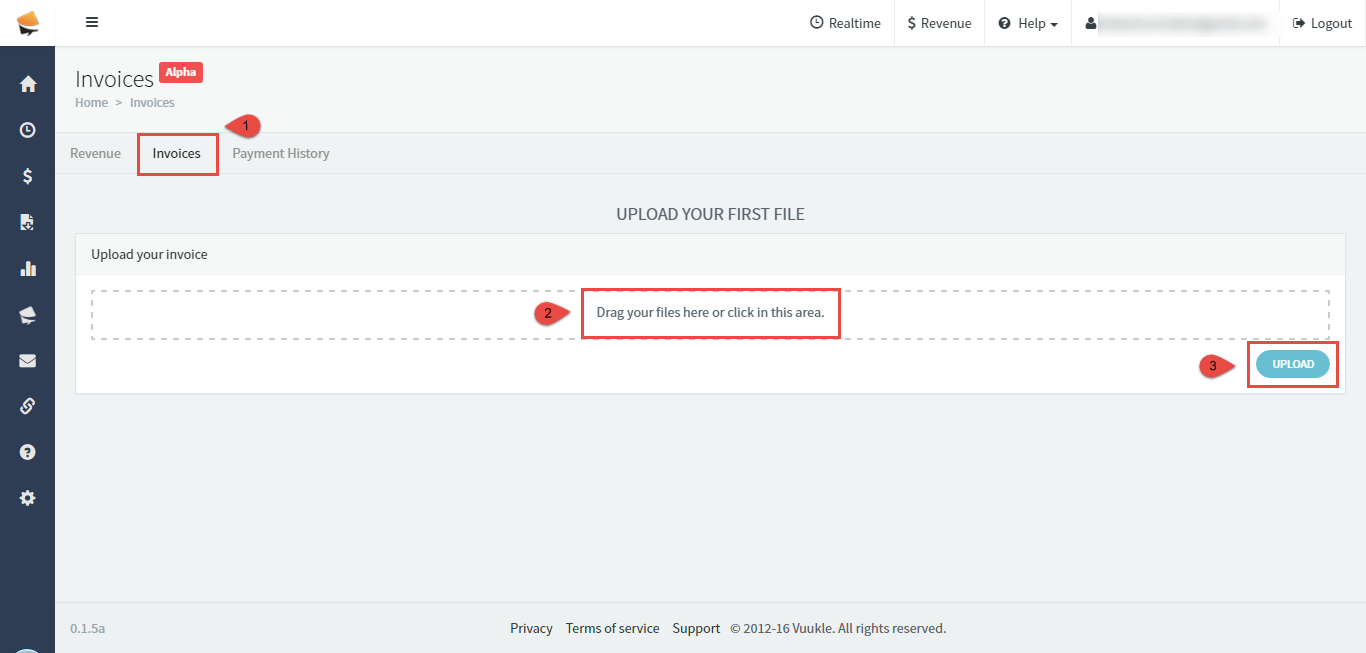 Realtime
$ Revenue
Help
Logout
Invoices Alpha
Home > Invoices
1
Revenue
Invoices
Payment History
UPLOAD YOUR FIRST FILE
Upload your invoice
2
Drag your files here or click in this area.
3
UPLOAD
0.1.5a
Privacy Terms of service Support © 2012-16 Vuukle. All rights reserved.